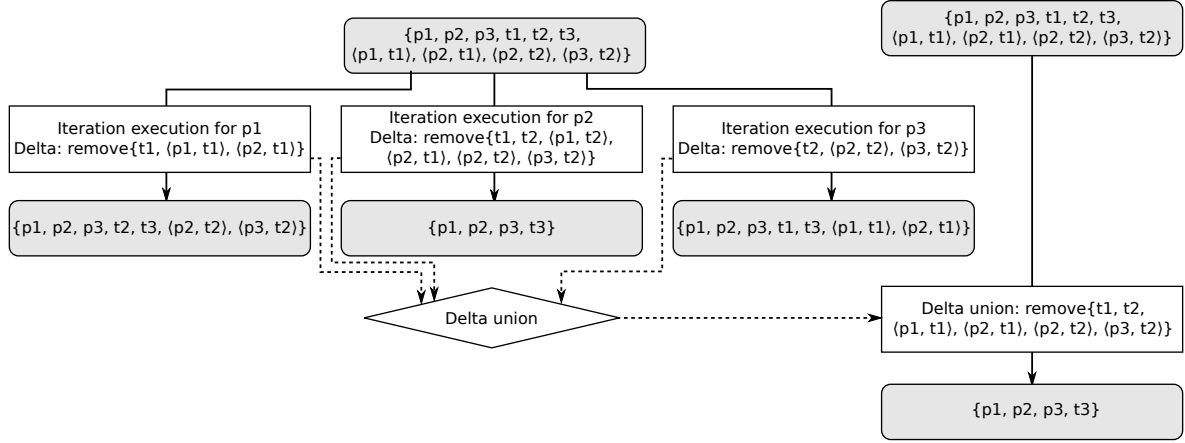 {p1, p2, p3, t1, t2, t3,
⟨p1, t1⟩, ⟨p2, t1⟩, ⟨p2, t2⟩, ⟨p3, t2⟩}
{p1, p2, p3, t1, t2, t3,
⟨p1, t1⟩, ⟨p2, t1⟩, ⟨p2, t2⟩, ⟨p3, t2⟩}
Iteration execution for p1
Delta: remove{t1, ⟨p1, t1⟩, ⟨p2, t1⟩}
Iteration execution for p2
Delta: remove{t1, t2, ⟨p1, t2⟩,
⟨p2, t1⟩, ⟨p2, t2⟩, ⟨p3, t2⟩}
Iteration execution for p3
Delta: remove{t2, ⟨p2, t2⟩, ⟨p3, t2⟩}
{p1, p2, p3, t2, t3, ⟨p2, t2⟩, ⟨p3, t2⟩}
{p1, p2, p3, t3}
{p1, p2, p3, t1, t3, ⟨p1, t1⟩, ⟨p2, t1⟩}
Delta union
Delta union: remove{t1, t2,
⟨p1, t1⟩, ⟨p2, t1⟩, ⟨p2, t2⟩, ⟨p3, t2⟩}
{p1, p2, p3, t3}